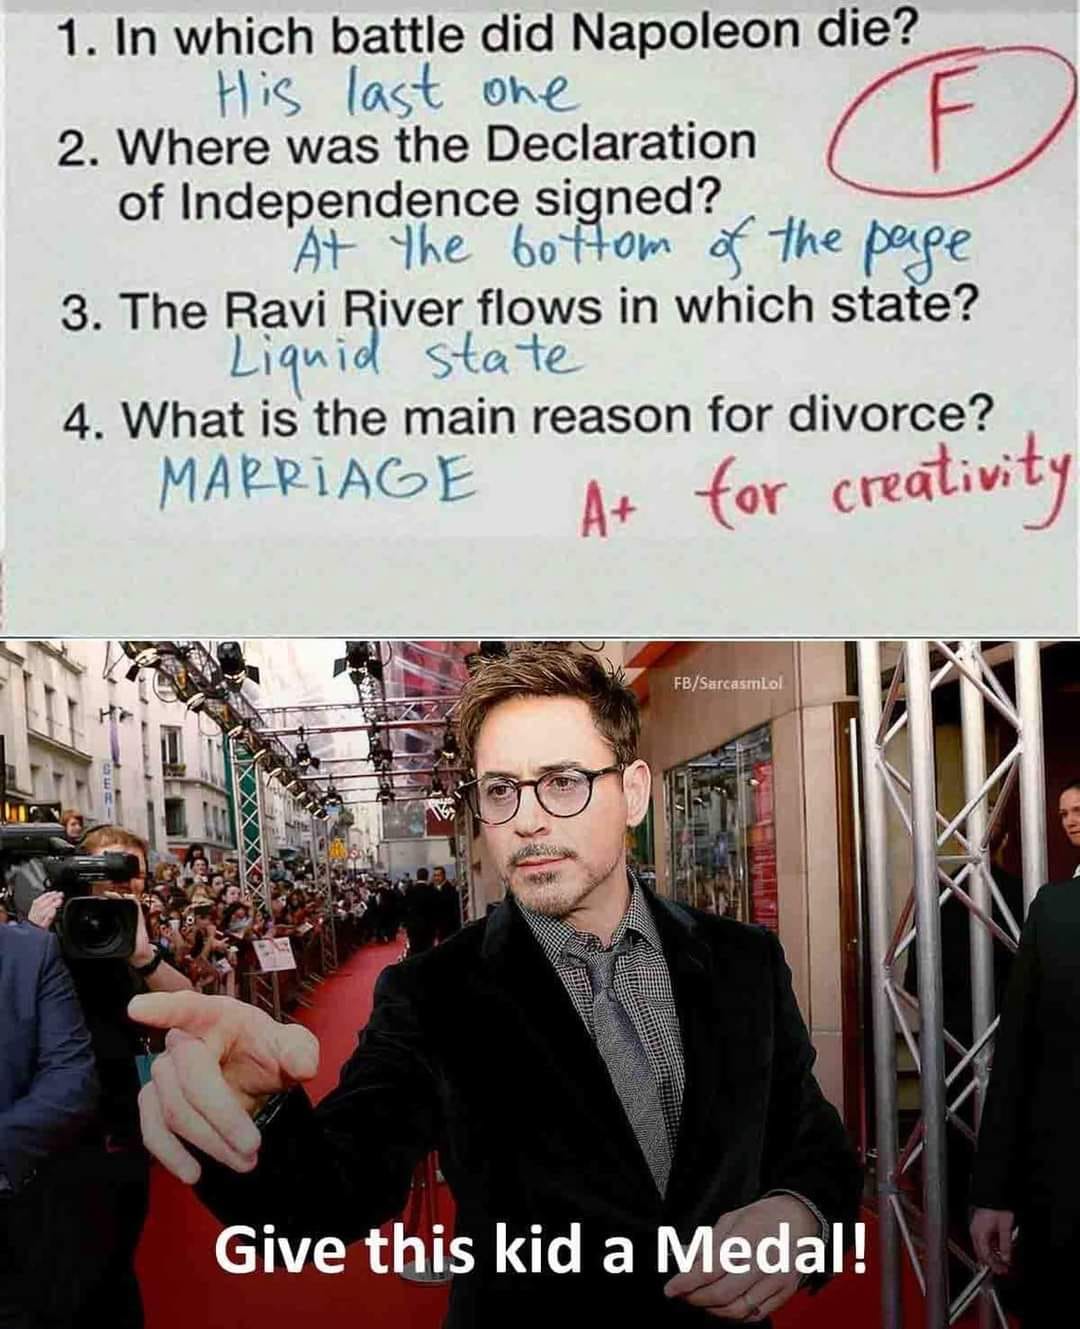 1. In which battle did Napoleon die?
His last one
F
2. Where was the Declaration
of Independence signed?
At the bottom of the page
3. The Ravi River flows in which state?
Liquid state
4. What is the main reason for divorce?
MARRiAGE
A+ for creativity
FB/SarcasmLol
Give this kid a Medal!